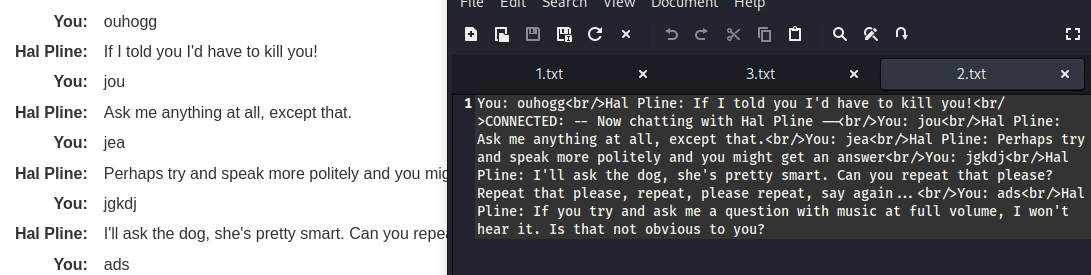 You: ouhogg
Hal Pline: If I told you I'd have to kill you!
You: jou
Hal Pline: Ask me anything at all, except that.
You: jea
Hal Pline: Perhaps try and speak more politely and you mig
You: jgkdj
Hal Pline: I'll ask the dog, she's pretty smart. Can you repea
You: ads
File Edit Search View Document Help
1.txt × 3.txt × 2.txt ×
1 You: ouhogg<br/>Hal Pline: If I told you I'd have to kill you!<br/
>CONNECTED: -- Now chatting with Hal Pline --<br/>You: jou<br/>Hal Pline:
Ask me anything at all, except that.<br/>You: jea<br/>Hal Pline: Perhaps try
and speak more politely and you might get an answer<br/>You: jgkdj<br/>Hal
Pline: I'll ask the dog, she's pretty smart. Can you repeat that please?
Repeat that please, repeat, please repeat, say again...<br/>You: ads<br/>Hal
Pline: If you try and ask me a question with music at full volume, I won't
hear it. Is that not obvious to you?